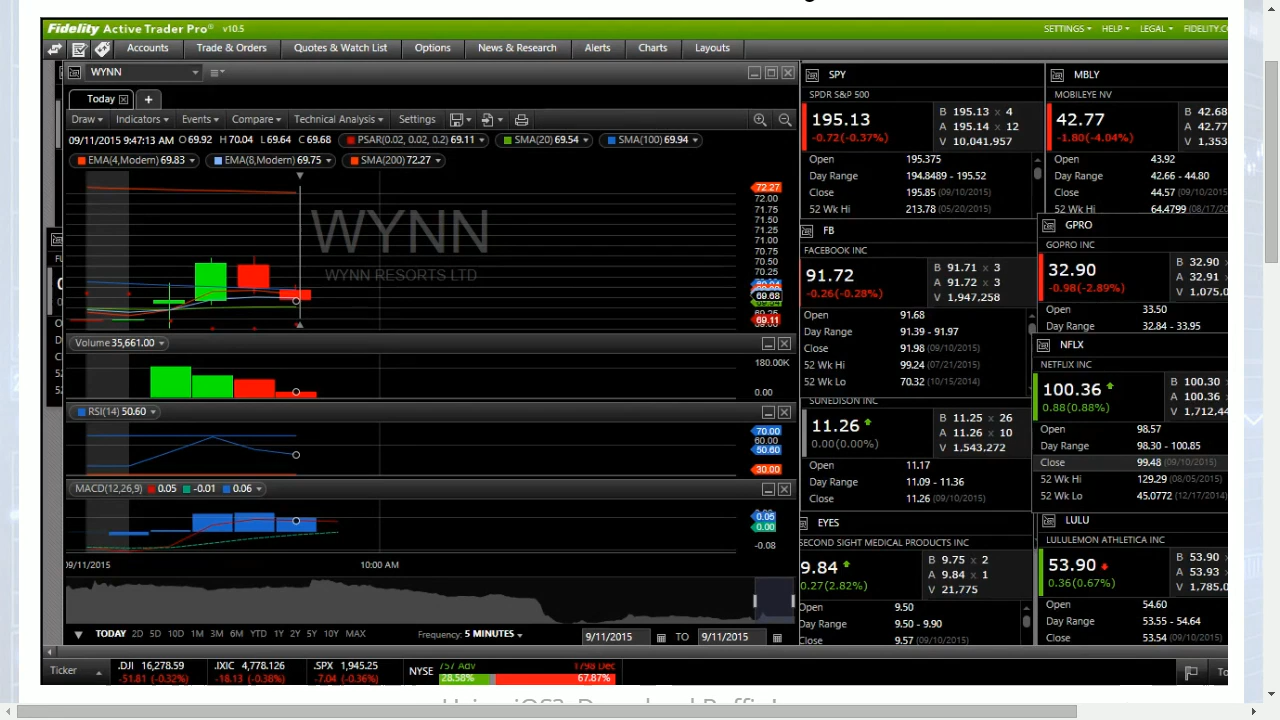 Fidelity Active Trader Pro® v10.5
SETTINGS HELP LEGAL FIDELITY.C
Accounts Trade & Orders Quotes & Watch List Options News & Research Alerts Charts Layouts
WYNN
Today +
Draw Indicators Events Compare Technical Analysis Settings
09/11/2015 9:47:13 AM O 69.92 H 70.04 L 69.64 C 69.68 PSAR(0.02, 0.02, 0.2) 69.11 SMA(20) 69.54 SMA(100) 69.94
EMA(4,Modern) 69.83 EMA(8,Modern) 69.75 SMA(200) 72.27
72.27
72.00
71.75
71.50
71.25
71.00
70.75
70.50
70.25
69.68
69.11
WYNN
WYNN RESORTS LTD
Volume 35,661.00
180.00K
0.00
RSI(14) 50.60
70.00
60.00
50.60
30.00
MACD(12,26,9) 0.05 -0.01 0.06
0.05
0.00
-0.08
9/11/2015 10:00 AM
TODAY 2D 5D 10D 1M 3M 6M YTD 1Y 2Y 5Y 10Y MAX Frequency: 5 MINUTES 9/11/2015 TO 9/11/2015
SPY
SPDR S&P 500
195.13
-0.72(-0.37%)
B 195.13 x 4
A 195.14 x 12
V 10,041,957
Open 195.375
Day Range 194.8489 - 195.52
Close 195.85 (09/10/2015)
52 Wk Hi 213.78 (05/20/2015)
MBLY
MOBILEYE NV
42.77
-1.80(-4.04%)
B 42.68
A 42.77
V 1,353
Open 43.92
Day Range 42.66 - 44.80
Close 44.57 (09/10/2015)
52 Wk Hi 64.4799 (08/17/20
FB
FACEBOOK INC
91.72
-0.26(-0.28%)
B 91.71 x 3
A 91.72 x 3
V 1,947,258
Open 91.68
Day Range 91.39 - 91.97
Close 91.98 (09/10/2015)
52 Wk Hi 99.24 (07/21/2015)
52 Wk Lo 70.32 (10/15/2014)
GPRO
GOPRO INC
32.90
-0.98(-2.89%)
B 32.90
A 32.91
V 1,075,0
Open 33.50
Day Range 32.84 - 33.95
NFLX
NETFLIX INC
100.36
0.88(0.88%)
B 100.30
A 100.36
V 1,712,44
Open 98.57
Day Range 98.30 - 100.85
Close 99.48 (09/10/2015)
52 Wk Hi 129.29 (08/05/2015)
52 Wk Lo 45.0772 (12/17/2014
SUNEDISON INC
11.26
0.00(0.00%)
B 11.25 x 26
A 11.26 x 10
V 1,543,272
Open 11.17
Day Range 11.09 - 11.36
Close 11.26 (09/10/2015)
EYES
SECOND SIGHT MEDICAL PRODUCTS INC
9.84
0.27(2.82%)
B 9.75 x 2
A 9.84 x 1
V 21,775
Open 9.50
Day Range 9.50 - 9.90
Close 9.57 (09/10/2015)
LULU
LULULEMON ATHLETICA INC
53.90
0.36(0.67%)
B 53.90
A 53.93
V 1,785,0
Open 54.60
Day Range 53.55 - 54.64
Close 53.54 (09/10/2015)
Ticker
.DJI 16,278.59
-51.81 (-0.32%)
.IXIC 4,778.126
-18.13 (-0.38%)
.SPX 1,945.25
-7.04 (-0.36%)
NYSE
757 Adv 1798 Dec
28.58% 67.87%
To